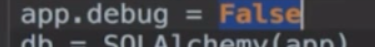 app.debug = False
db = SQLAlchemy(app)